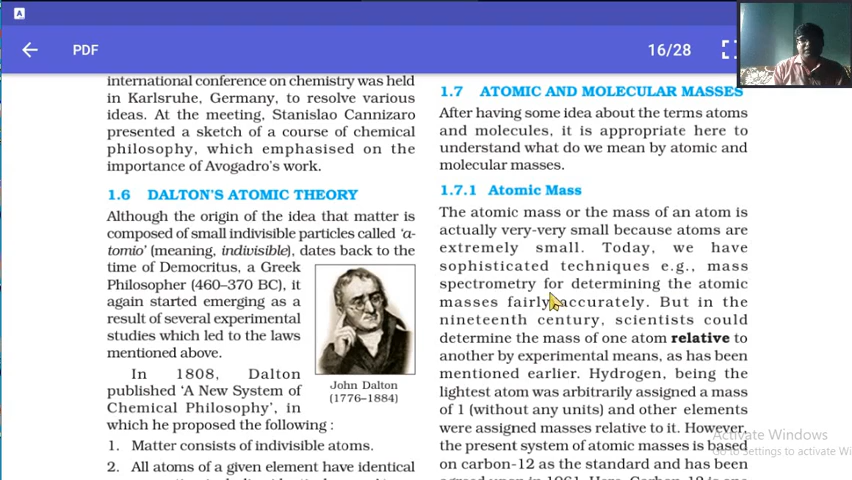 A
PDF
16/28
international conference on chemistry was held
in Karlsruhe, Germany, to resolve various
ideas. At the meeting, Stanislao Cannizaro
presented a sketch of a course of chemical
philosophy, which emphasised on the
importance of Avogadro's work.
1.6 DALTON'S ATOMIC THEORY
Although the origin of the idea that matter is
composed of small indivisible particles called 'a-
tomio' (meaning, indivisible), dates back to the
time of Democritus, a Greek
Philosopher (460–370 BC), it
again started emerging as a
result of several experimental
studies which led to the laws
mentioned above.
In 1808, Dalton
published 'A New System of
Chemical Philosophy', in
which he proposed the following :
John Dalton
(1776–1884)
1. Matter consists of indivisible atoms.
2. All atoms of a given element have identical
1.7 ATOMIC AND MOLECULAR MASSES
After having some idea about the terms atoms
and molecules, it is appropriate here to
understand what do we mean by atomic and
molecular masses.
1.7.1 Atomic Mass
The atomic mass or the mass of an atom is
actually very-very small because atoms are
extremely small. Today, we have
sophisticated techniques e.g., mass
spectrometry for determining the atomic
masses fairly accurately. But in the
nineteenth century, scientists could
determine the mass of one atom relative to
another by experimental means, as has been
mentioned earlier. Hydrogen, being the
lightest atom was arbitrarily assigned a mass
of 1 (without any units) and other elements
were assigned masses relative to it. However,
the present system of atomic masses is based
on carbon-12 as the standard and has been
Activate Windows
Go to Settings to activate Wi